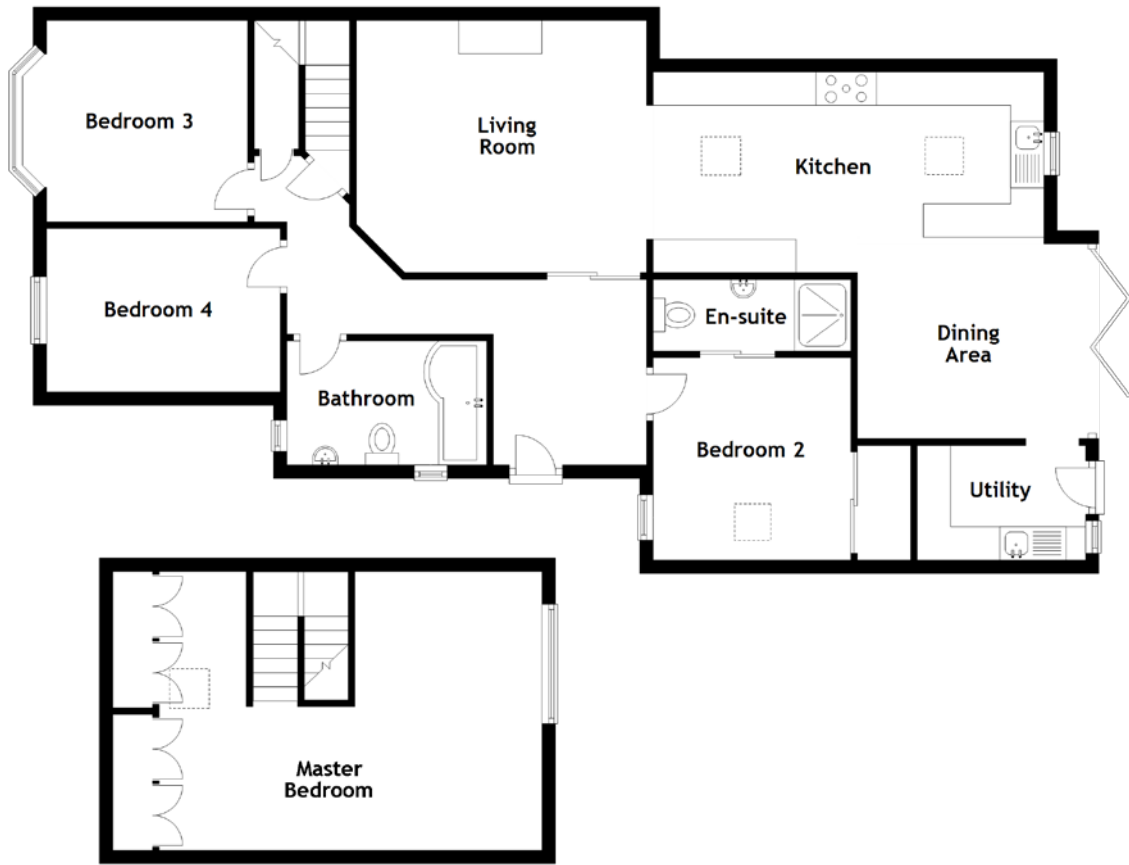 Bedroom 3
Living
Room
Kitchen
Bedroom 4
En-suite
Dining
Area
Bathroom
Bedroom 2
Utility
Master
Bedroom